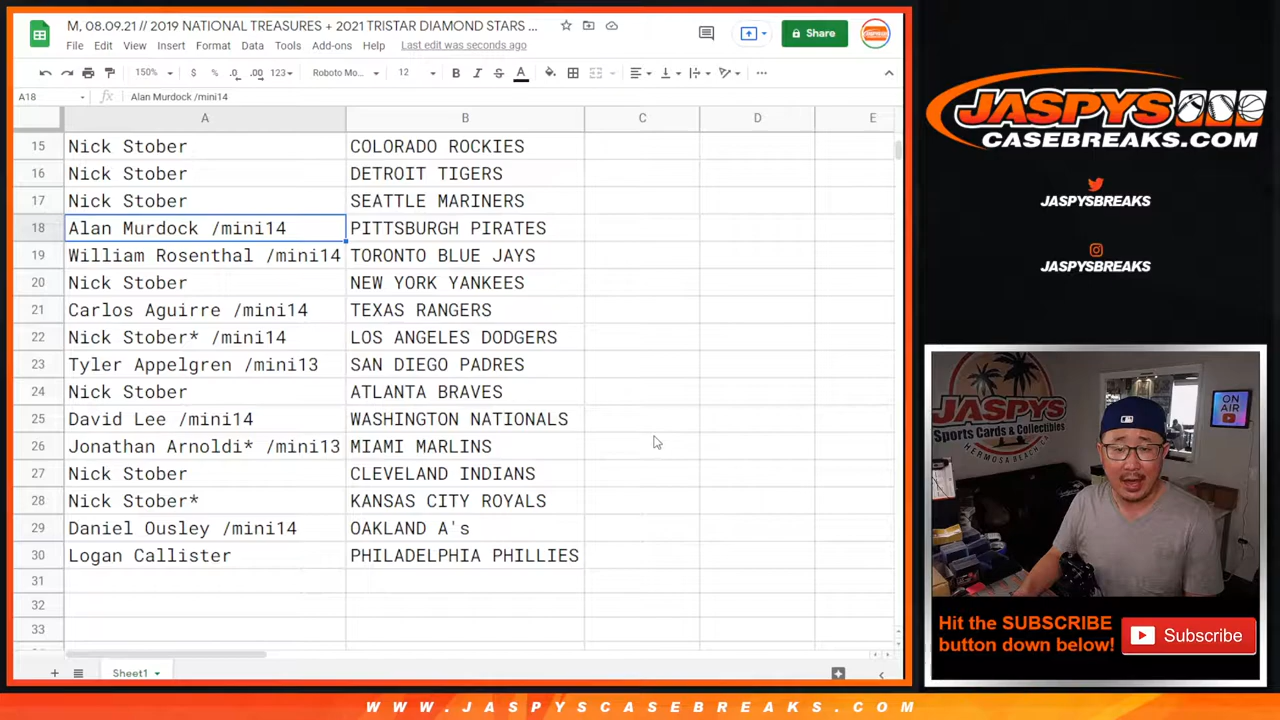 M, 08.09.21 // 2019 NATIONAL TREASURES + 2021 TRISTAR DIAMOND STARS ...
File Edit View Insert Format Data Tools Add-ons Help Last edit was seconds ago
Share
150% $ % .0 .00 123 Roboto Mo... 12 B I S A
A18 fx Alan Murdock /mini14
A B C D E
15 Nick Stober COLORADO ROCKIES
16 Nick Stober DETROIT TIGERS
17 Nick Stober SEATTLE MARINERS
18 Alan Murdock /mini14 PITTSBURGH PIRATES
19 William Rosenthal /mini14 TORONTO BLUE JAYS
20 Nick Stober NEW YORK YANKEES
21 Carlos Aguirre /mini14 TEXAS RANGERS
22 Nick Stober* /mini14 LOS ANGELES DODGERS
23 Tyler Appelgren /mini13 SAN DIEGO PADRES
24 Nick Stober ATLANTA BRAVES
25 David Lee /mini14 WASHINGTON NATIONALS
26 Jonathan Arnoldi* /mini13 MIAMI MARLINS
27 Nick Stober CLEVELAND INDIANS
28 Nick Stober* KANSAS CITY ROYALS
29 Daniel Ousley /mini14 OAKLAND A's
30 Logan Callister PHILADELPHIA PHILLIES
31
32
33
Sheet1
JASPYS
CASEBREAKS.COM
JASPYSBREAKS
JASPYSBREAKS
JASPYS
Sports Cards & Collectibles
HERMOSA BEACH
ON
AIR
Hit the SUBSCRIBE
button down below!
Subscribe
WWW.JASPYSCASEBREAKS.COM